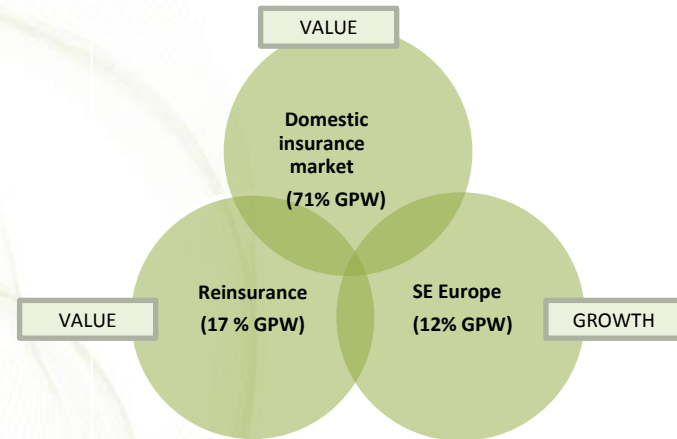 VALUE
Domestic
insurance
market
(71% GPW)
Reinsurance
(17 % GPW)
SE Europe
(12% GPW)
VALUE
GROWTH